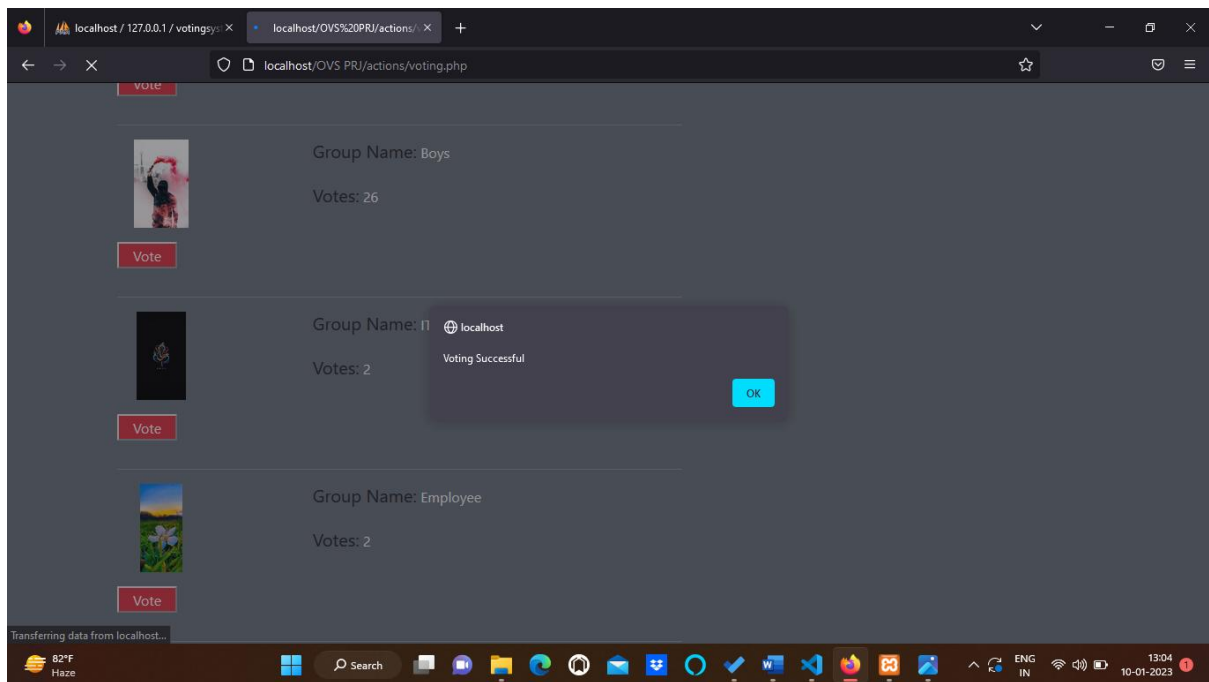 localhost / 127.0.0.1 / votingsys
localhost/OVS%20PRJ/actions/
localhost/OVS PRJ/actions/voting.php
Vote
Group Name: Boys
Votes: 26
Vote
Group Name: IT
Votes: 2
localhost
Voting Successful
OK
Vote
Group Name: Employee
Votes: 2
Vote
Transferring data from localhost...
82°F
Haze
Search
ENG
IN
13:04
10-01-2023
1